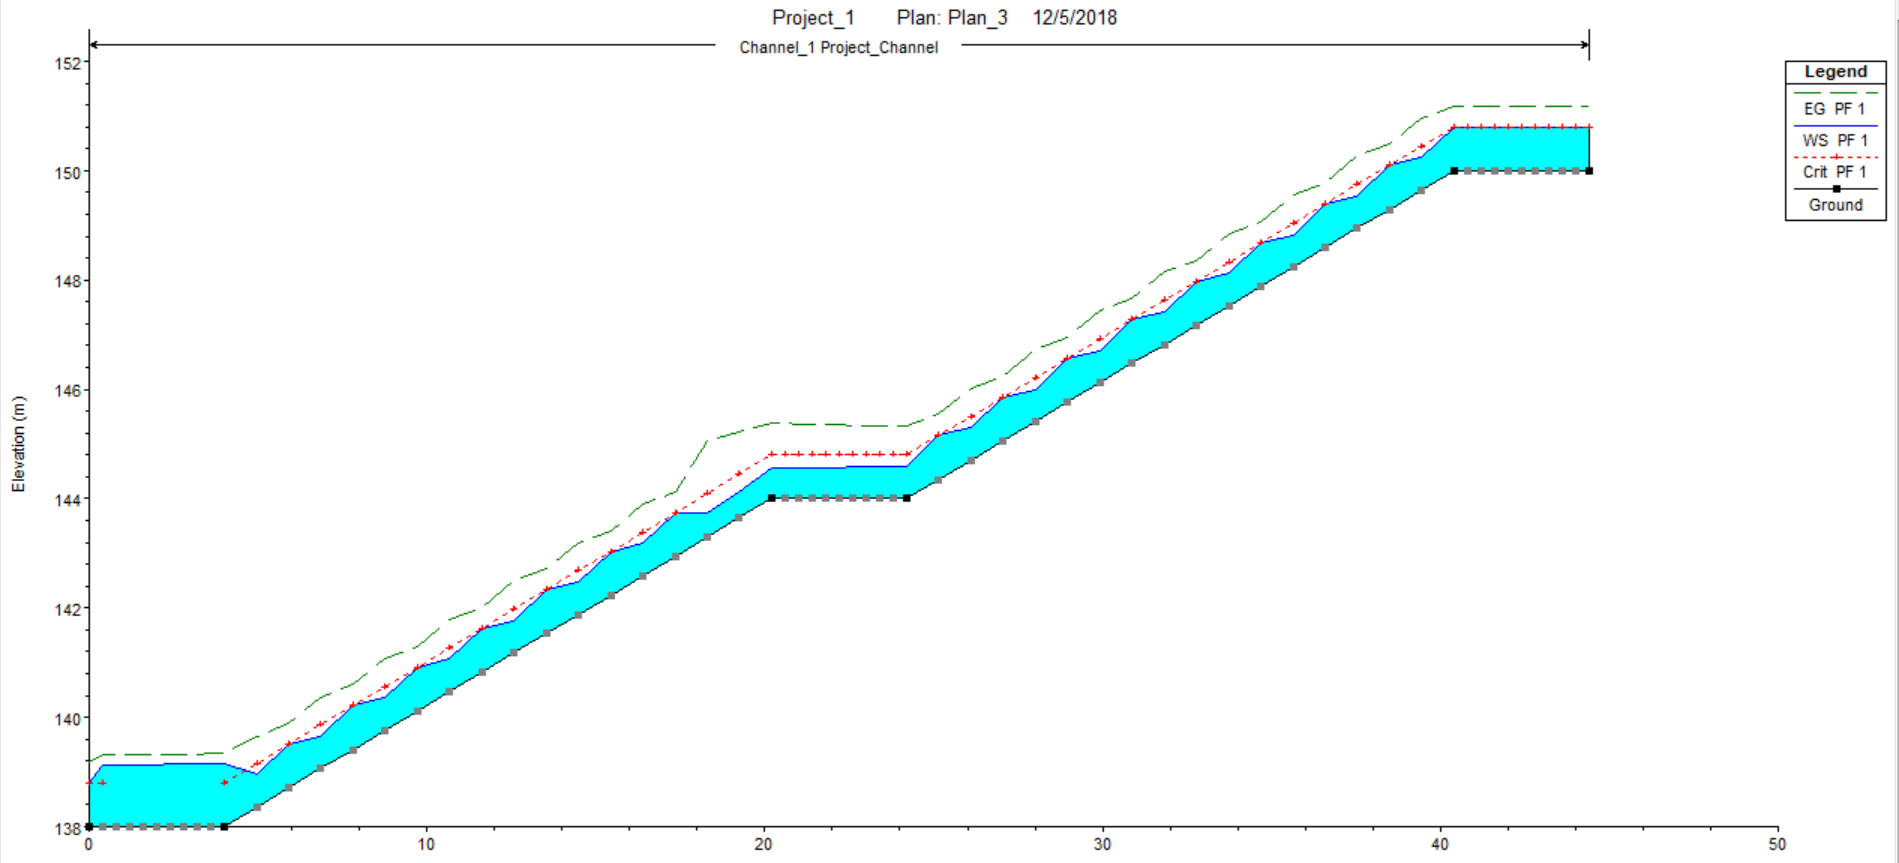 Project_1 Plan: Plan_3 12/5/2018
Channel_1 Project_Channel
152
150
148
146
144
142
140
138
Elevation (m)
0 10 20 30 40 50
Legend
EG PF 1
WS PF 1
Crit PF 1
Ground